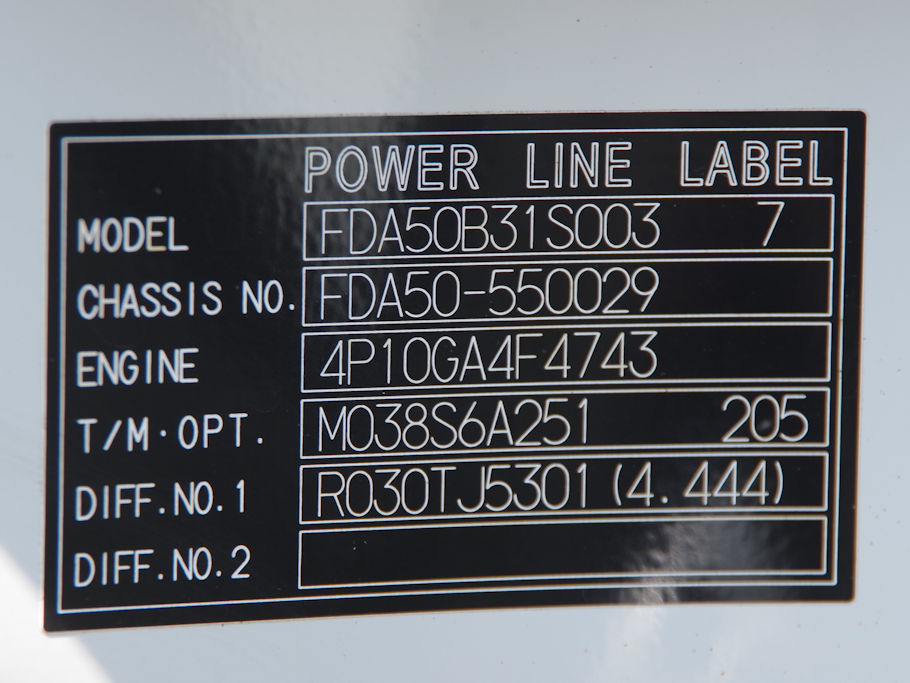 POWER LINE LABEL
MODEL FDA50B31S003 7
CHASSIS NO. FDA50-550029
ENGINE 4P10GA4F4743
T/M·OPT. M038S6A251 205
DIFF.NO.1 R030TJ5301 (4.444)
DIFF.NO.2